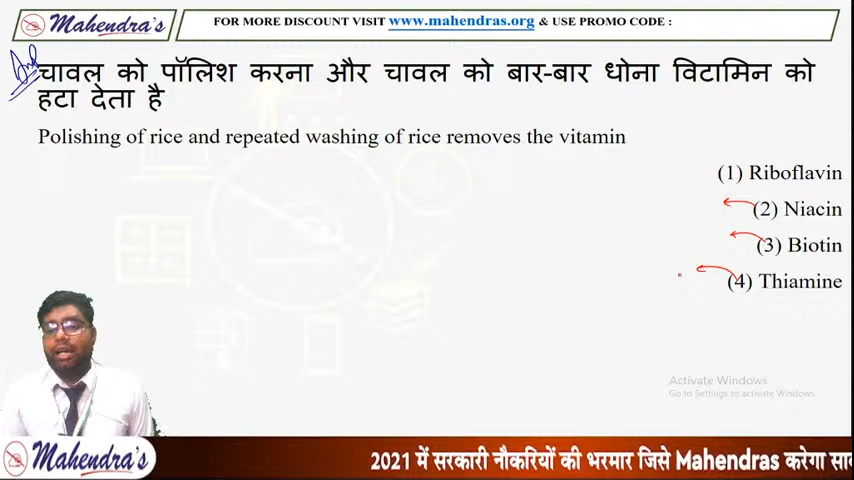 Mahendra's
FOR MORE DISCOUNT VISIT www.mahendras.org & USE PROMO CODE :
चावल को पॉलिश करना और चावल को बार-बार धोना विटामिन को
हटा देता है
Polishing of rice and repeated washing of rice removes the vitamin
(1) Riboflavin
(2) Niacin
(3) Biotin
(4) Thiamine
Activate Windows
Go to Settings to activate Windows.
Mahendra's
2021 में सरकारी नौकरियों की भरमार जिसे Mahendras करेगा